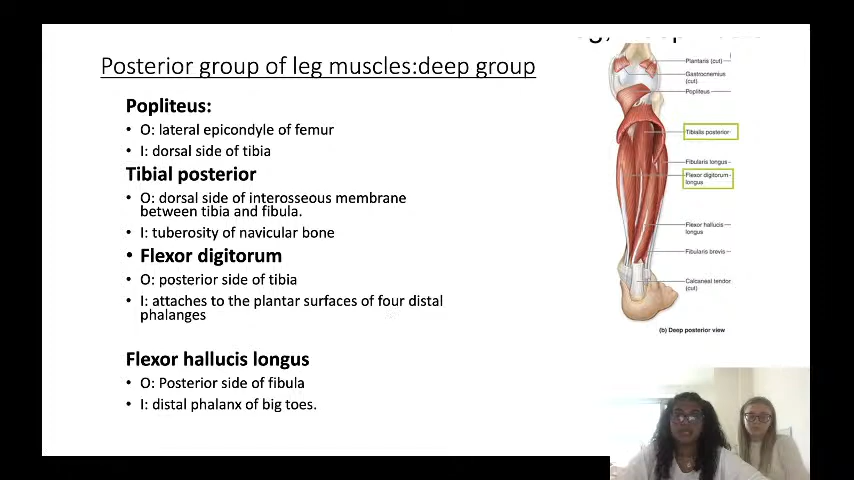 Posterior group of leg muscles:deep group
Popliteus:
• O: lateral epicondyle of femur
• I: dorsal side of tibia
Tibial posterior
• O: dorsal side of interosseous membrane
between tibia and fibula.
• I: tuberosity of navicular bone
• Flexor digitorum
• O: posterior side of tibia
• I: attaches to the plantar surfaces of four distal
phalanges
Flexor hallucis longus
• O: Posterior side of fibula
• I: distal phalanx of big toes.
Plantaris (cut)
Gastrocnemius
(cut)
Popliteus
Tibialis posterior
Fibularis longus
Flexor digitorum
longus
Flexor hallucis
longus
Fibularis brevis
Calcaneal tendon
(cut)
(b) Deep posterior view